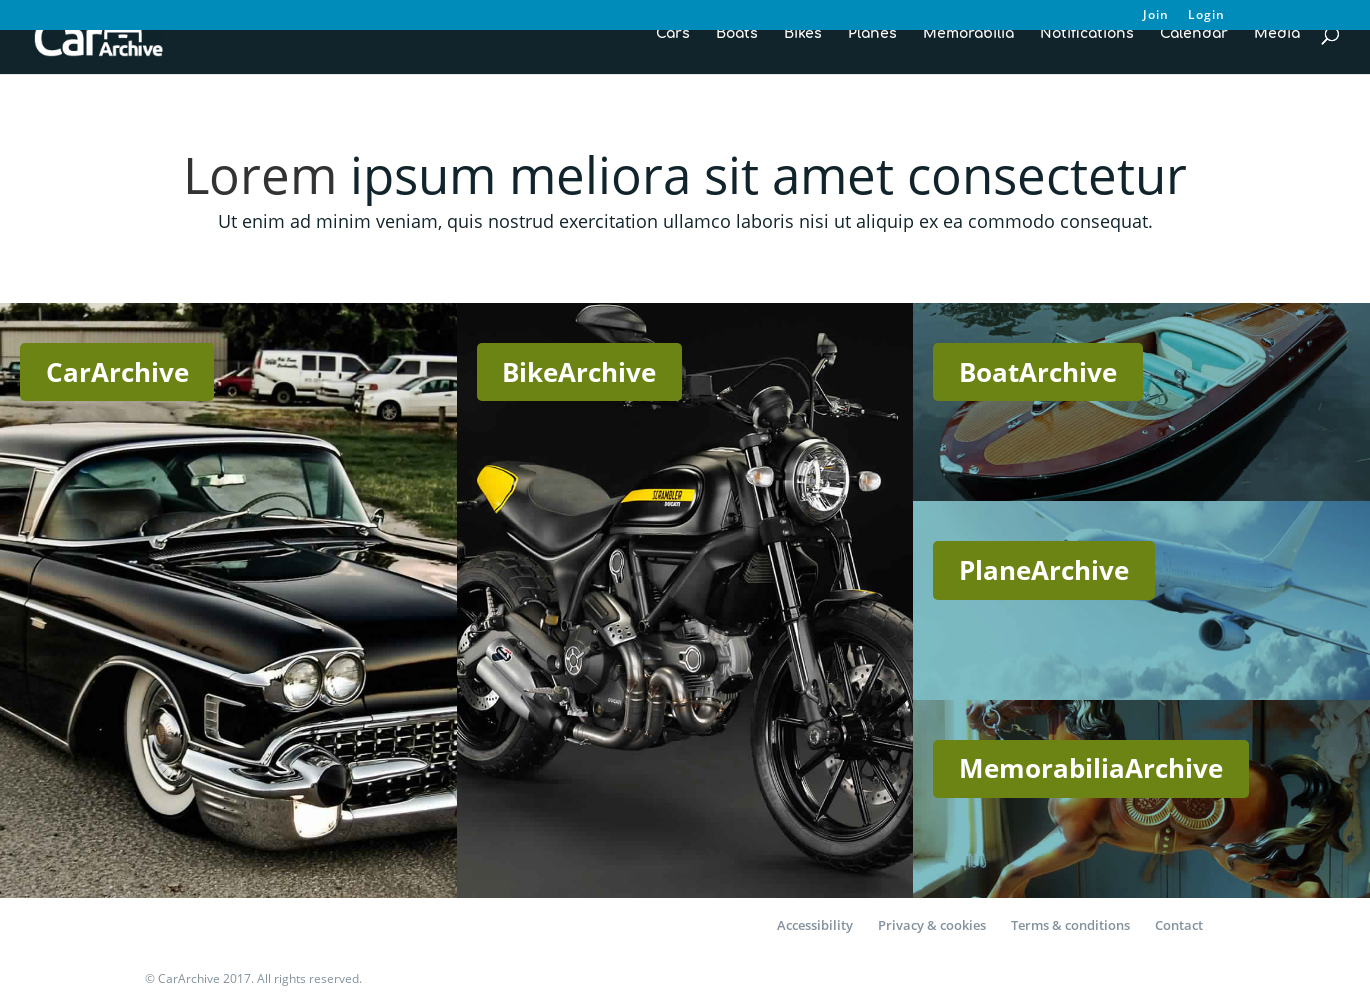 Join Login
Car Archive
Cars Boats Bikes Planes Memorabilia Notifications Calendar Media
Lorem ipsum meliora sit amet consectetur
Ut enim ad minim veniam, quis nostrud exercitation ullamco laboris nisi ut aliquip ex ea commodo consequat.
CarArchive
BikeArchive
BoatArchive
SCRAMBLER
DUCATI
PlaneArchive
MemorabiliaArchive
Accessibility Privacy & cookies Terms & conditions Contact
© CarArchive 2017. All rights reserved.